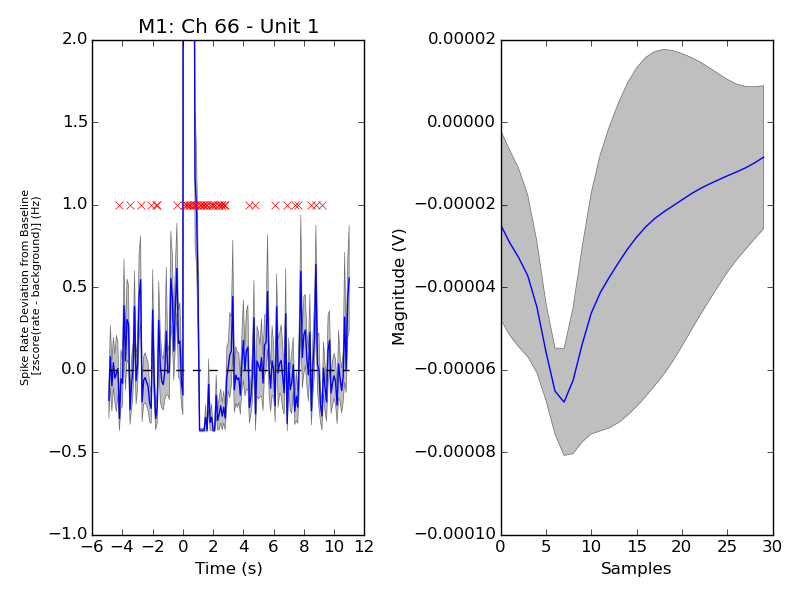 M1: Ch 66 - Unit 1
2.0
1.5
1.0
0.5
0.0
−0.5
−1.0
−6 −4 −2 0 2 4 6 8 10 12
Time (s)
Spike Rate Deviation from Baseline
[zscore(rate - background)] (Hz)
0.00002
0.00000
−0.00002
−0.00004
−0.00006
−0.00008
−0.00010
0 5 10 15 20 25 30
Samples
Magnitude (V)